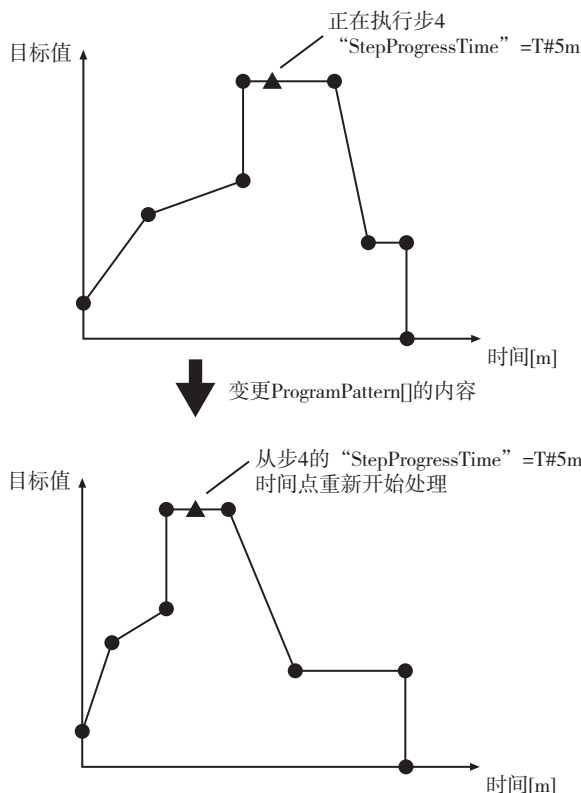 正在执行步4
“StepProgressTime”=T#5m
目标值
时间[m]
变更ProgramPattern[]的内容
从步4的“StepProgressTime”=T#5m
时间点重新开始处理
目标值
时间[m]